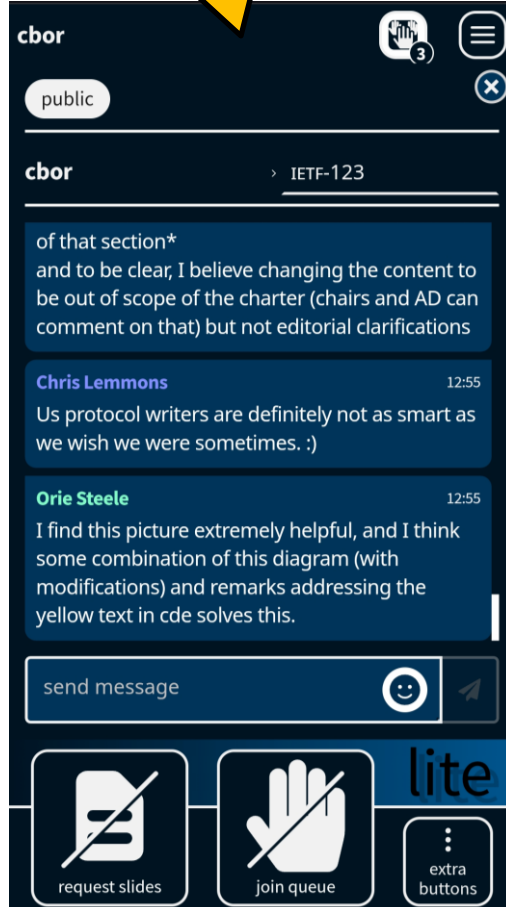 cbor
3
public
cbor
› IETF-123
of that section*
and to be clear, I believe changing the content to
be out of scope of the charter (chairs and AD can
comment on that) but not editorial clarifications
Chris Lemmons 12:55
Us protocol writers are definitely not as smart as
we wish we were sometimes. :)
Orie Steele 12:55
I find this picture extremely helpful, and I think
some combination of this diagram (with
modifications) and remarks addressing the
yellow text in cde solves this.
send message
lite
request slides
join queue
extra
buttons